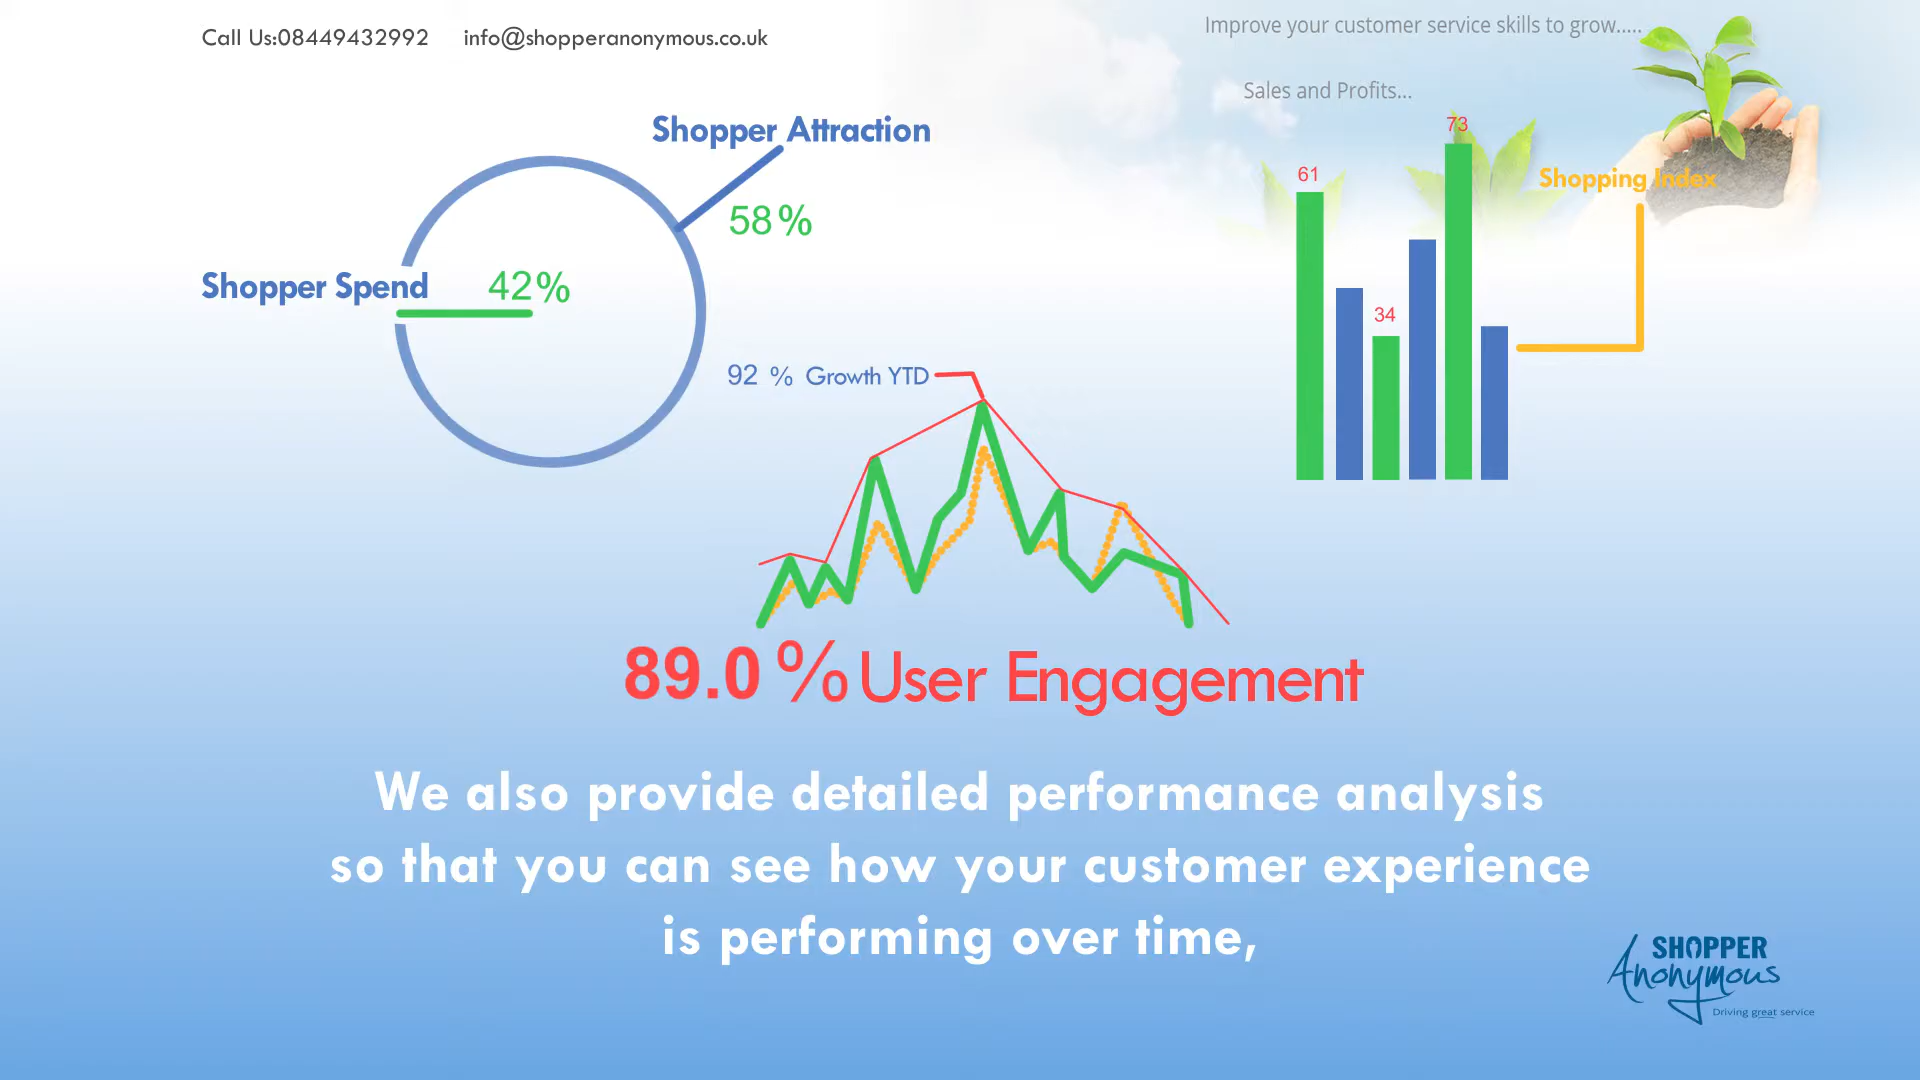 Call Us:08449432992 info@shopperanonymous.co.uk
Improve your customer service skills to grow.....
Sales and Profits...
Shopper Attraction
58%
Shopper Spend 42%
73
61
34
Shopping Index
92 % Growth YTD
89.0% User Engagement
We also provide detailed performance analysis
so that you can see how your customer experience
is performing over time,
SHOPPER
Anonymous
Driving great service